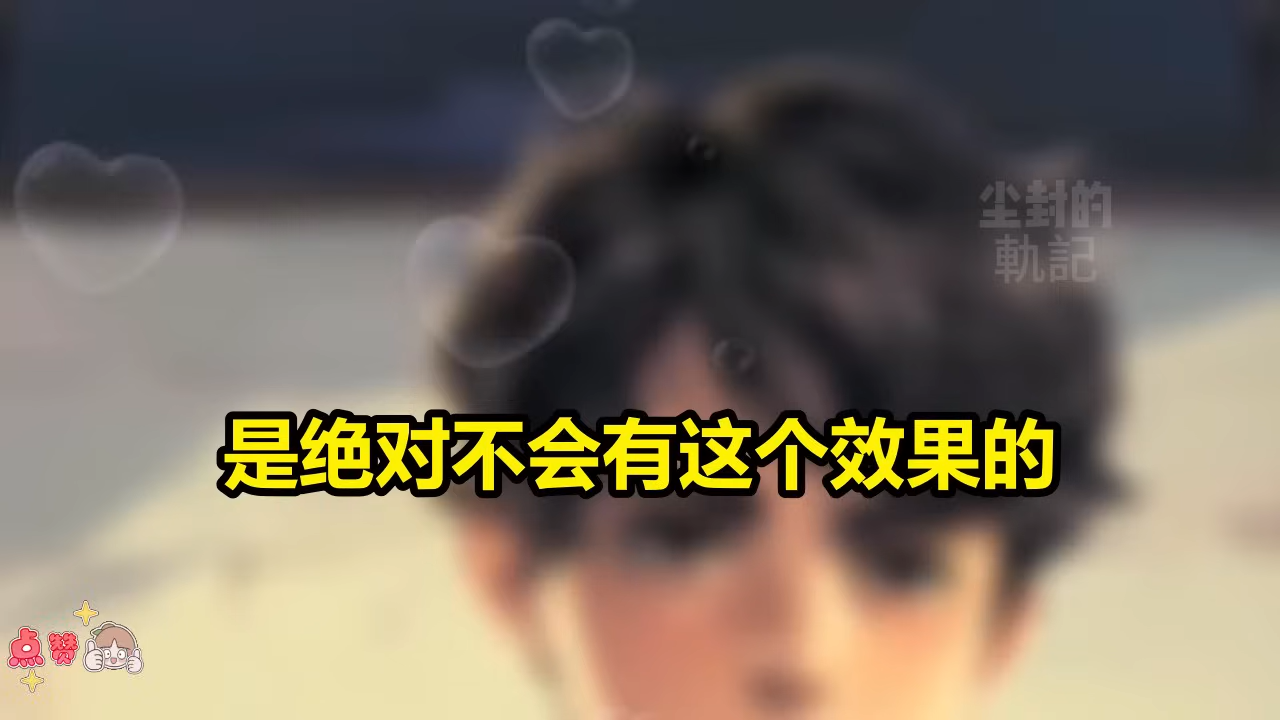 尘封的
軌記
是绝对不会有这个效果的
点赞